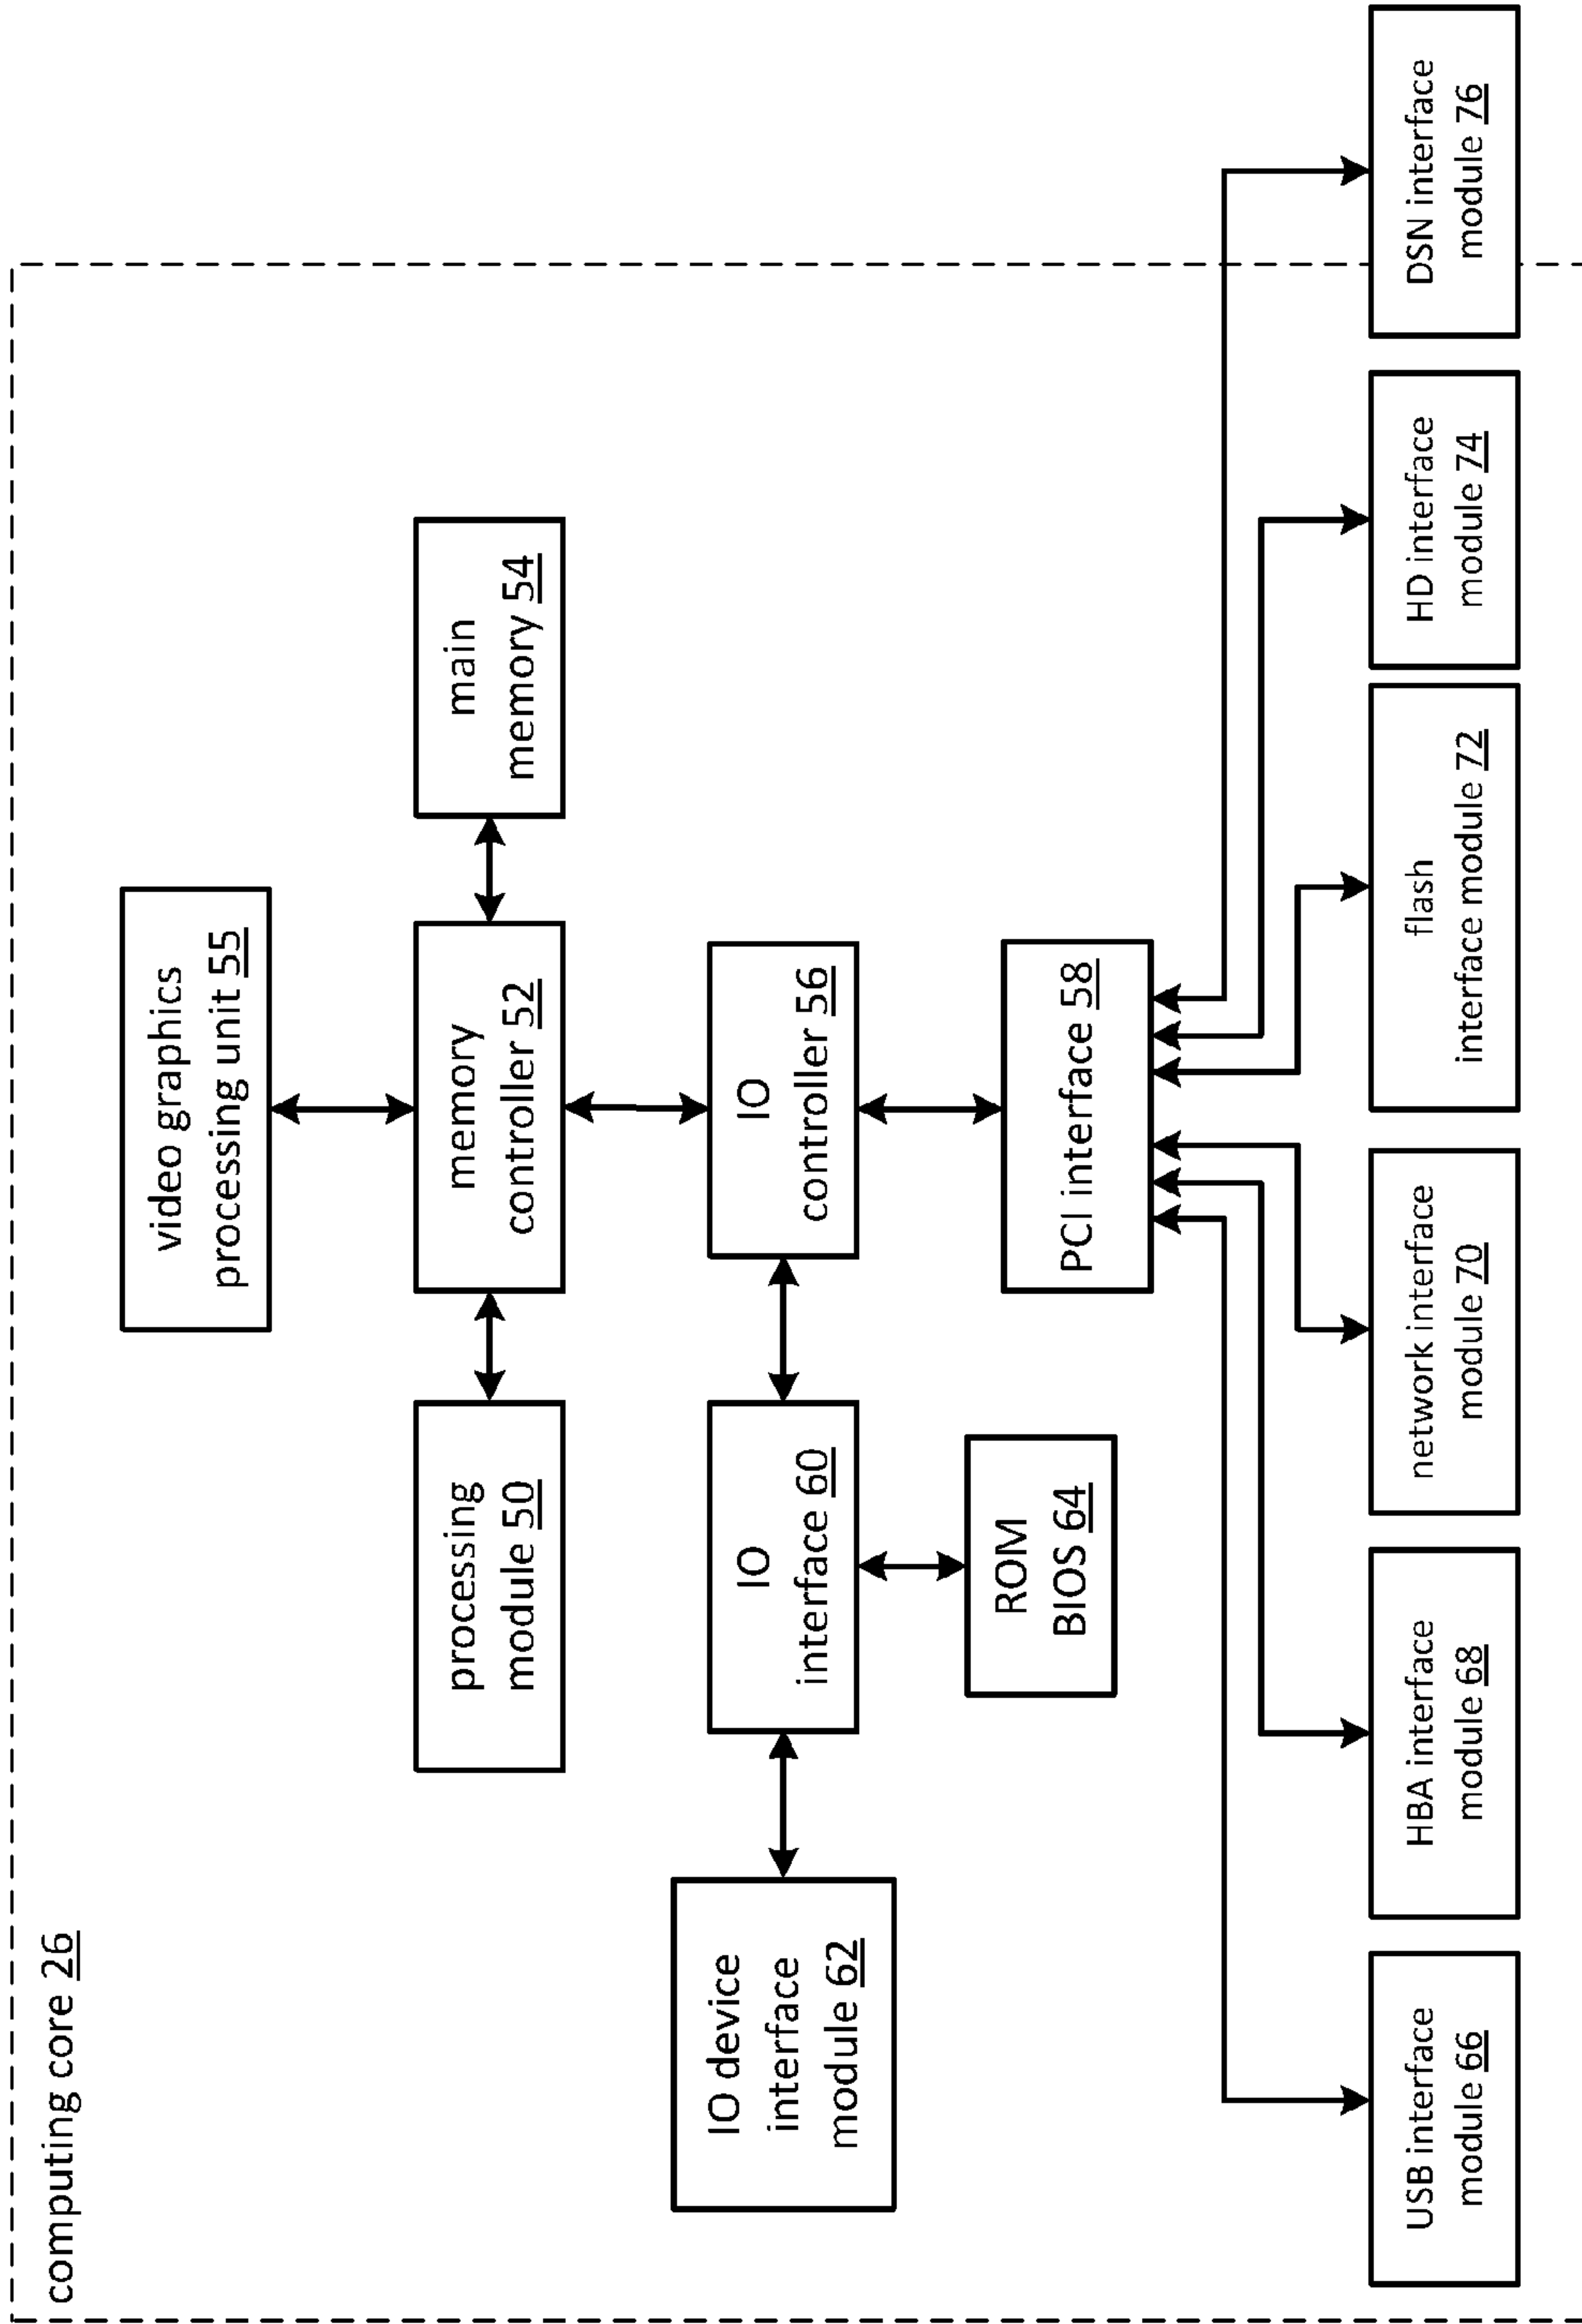 computing core 26
video graphics
processing unit 55
processing
module 50
memory
controller 52
main
memory 54
IO device
interface
module 62
IO
interface 60
IO
controller 56
ROM
BIOS 64
PCI interface 58
USB interface
module 66
HBA interface
module 68
network interface
module 70
flash
interface module 72
HD interface
module 74
DSN interface
module 76